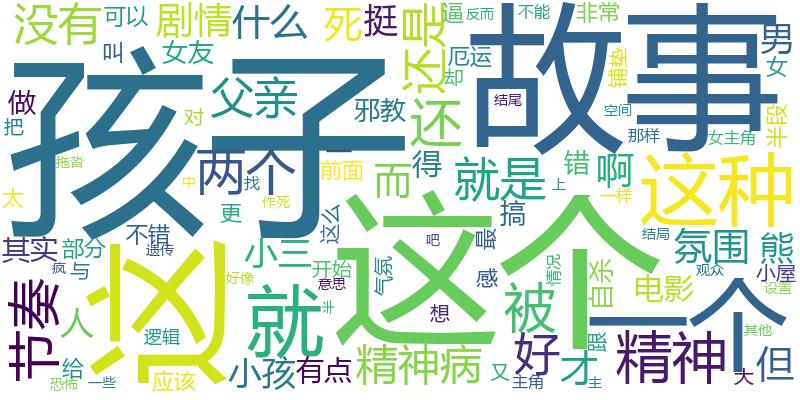 没有
可以
剧情
什么
死
挺
还是
逼
反而
不能
非常
男
叫
女友
厄运
却
铺垫
女
孩子
故事
做
把
父亲
对
邪教
还
结尾
空间
那样
女主角
半段
拖沓
两个
一
前面
得
而
就是
错
啊
这种
太
中
找
作死
更
上
一样
不错
这么
吧
最
搞
结局
其实
部分
遗传
小三
气氛
感
情况
氛围
熊
疯
与
好像
开始
意思
观众
小屋
设置
节奏
这
就
这个
被
自杀
电影
一个
人
逻辑
半
想
跟
其他
给
恐怖
一些
应该
小孩
有点
精神病
又
主角
好
才
主
精神
大
但